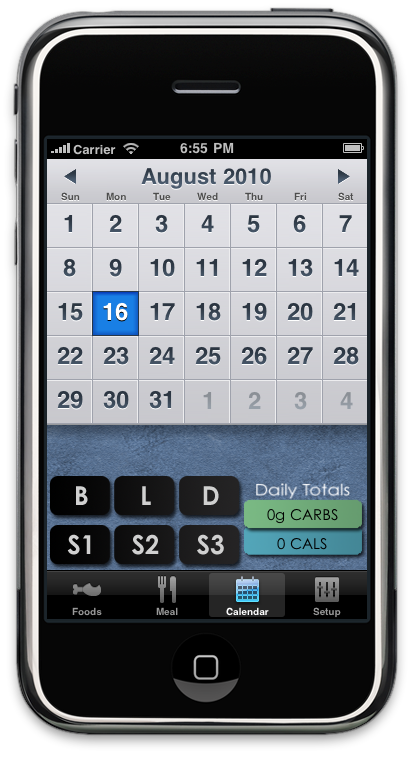 Carrier 6:55 PM
August 2010
Sun Mon Tue Wed Thu Fri Sat
1 2 3 4 5 6 7
8 9 10 11 12 13 14
15 16 17 18 19 20 21
22 23 24 25 26 27 28
29 30 31 1 2 3 4
B L D Daily Totals
0g CARBS
S1 S2 S3 0 CALS
Foods Meal Calendar Setup